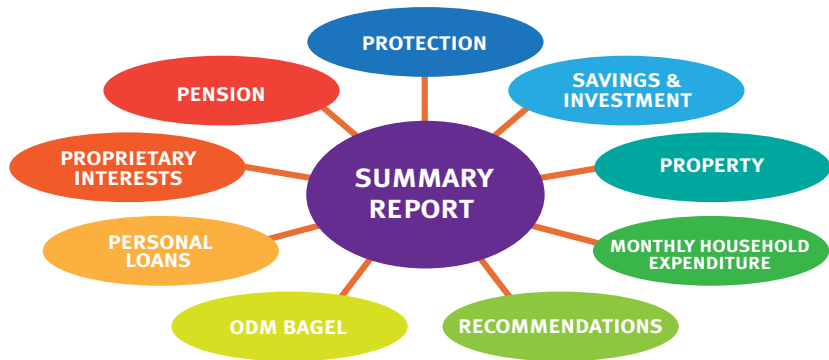 PROTECTION
SAVINGS &
INVESTMENT
PENSION
PROPRIETARY
INTERESTS
SUMMARY
REPORT
PROPERTY
PERSONAL
LOANS
MONTHLY HOUSEHOLD
EXPENDITURE
ODM BAGEL
RECOMMENDATIONS